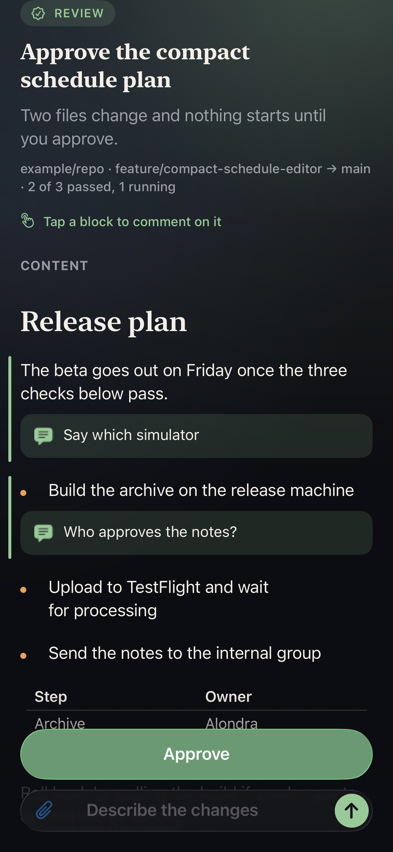 REVIEW
Approve the compact
schedule plan
Two files change and nothing starts until
you approve.
example/repo · feature/compact-schedule-editor → main
· 2 of 3 passed, 1 running
Tap a block to comment on it
CONTENT
Release plan
The beta goes out on Friday once the three
checks below pass.
Say which simulator
• Build the archive on the release machine
Who approves the notes?
• Upload to TestFlight and wait
for processing
• Send the notes to the internal group
Step Owner
Archive Alondra
Approve
Describe the changes